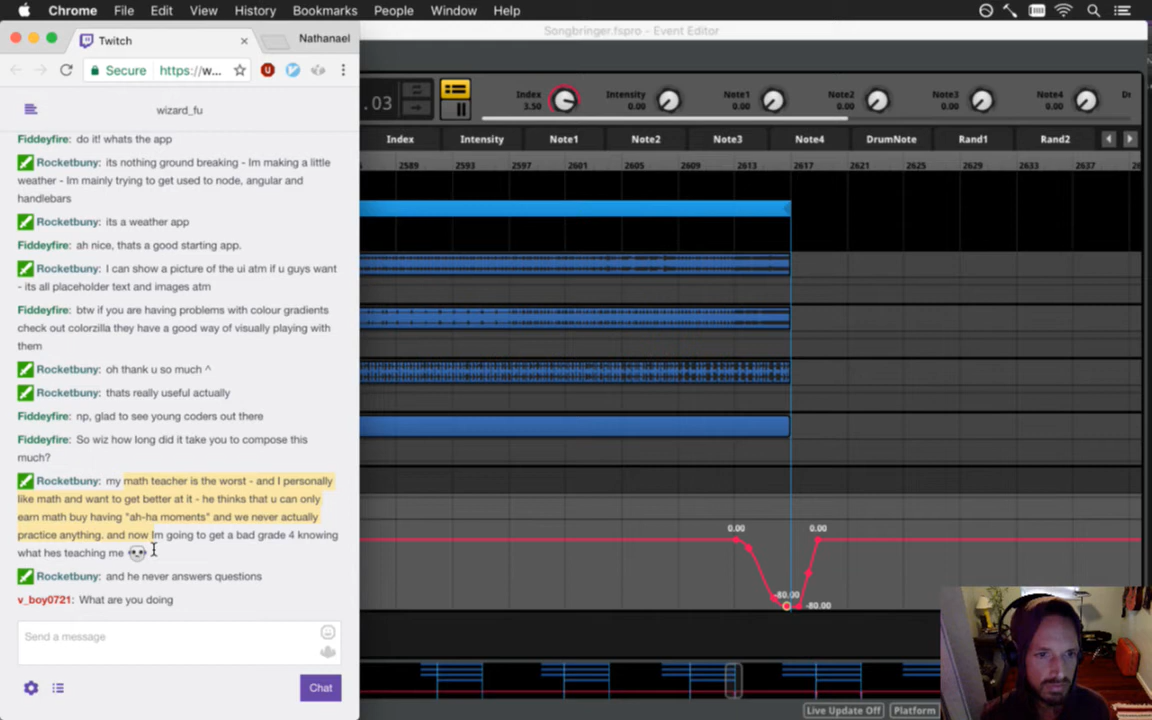 Chrome File Edit View History Bookmarks People Window Help
Twitch
Nathanael
Songbringer.fspro - Event Editor
Secure https://w...
wizard_fu
Fiddeyfire: do it! whats the app
Rocketbuny: its nothing ground breaking - Im making a little
weather - Im mainly trying to get used to node, angular and
handlebars
Rocketbuny: its a weather app
Fiddeyfire: ah nice, thats a good starting app.
Rocketbuny: I can show a picture of the ui atm if u guys want
- its all placeholder text and images atm
Fiddeyfire: btw if you are having problems with colour gradients
check out colorzilla they have a good way of visually playing with
them
Rocketbuny: oh thank u so much ^
Rocketbuny: thats really useful actually
Fiddeyfire: np, glad to see young coders out there
Fiddeyfire: So wiz how long did it take you to compose this
much?
Rocketbuny: my math teacher is the worst - and I personally
like math and want to get better at it - he thinks that u can only
earn math buy having "ah-ha moments" and we never actually
practice anything. and now Im going to get a bad grade 4 knowing
what hes teaching me
Rocketbuny: and he never answers questions
v_boy0721: What are you doing
Send a message
Chat
.03
Index 3.50
Intensity 0.00
Note1 0.00
Note2 0.00
Note3 0.00
Note4 0.00
Index Intensity Note1 Note2 Note3 Note4 DrumNote Rand1 Rand2
2589 2593 2597 2601 2605 2609 2613 2617 2621 2625 2629 2633 2637
0.00 0.00
-80.00
-80.00
Live Update Off Platform